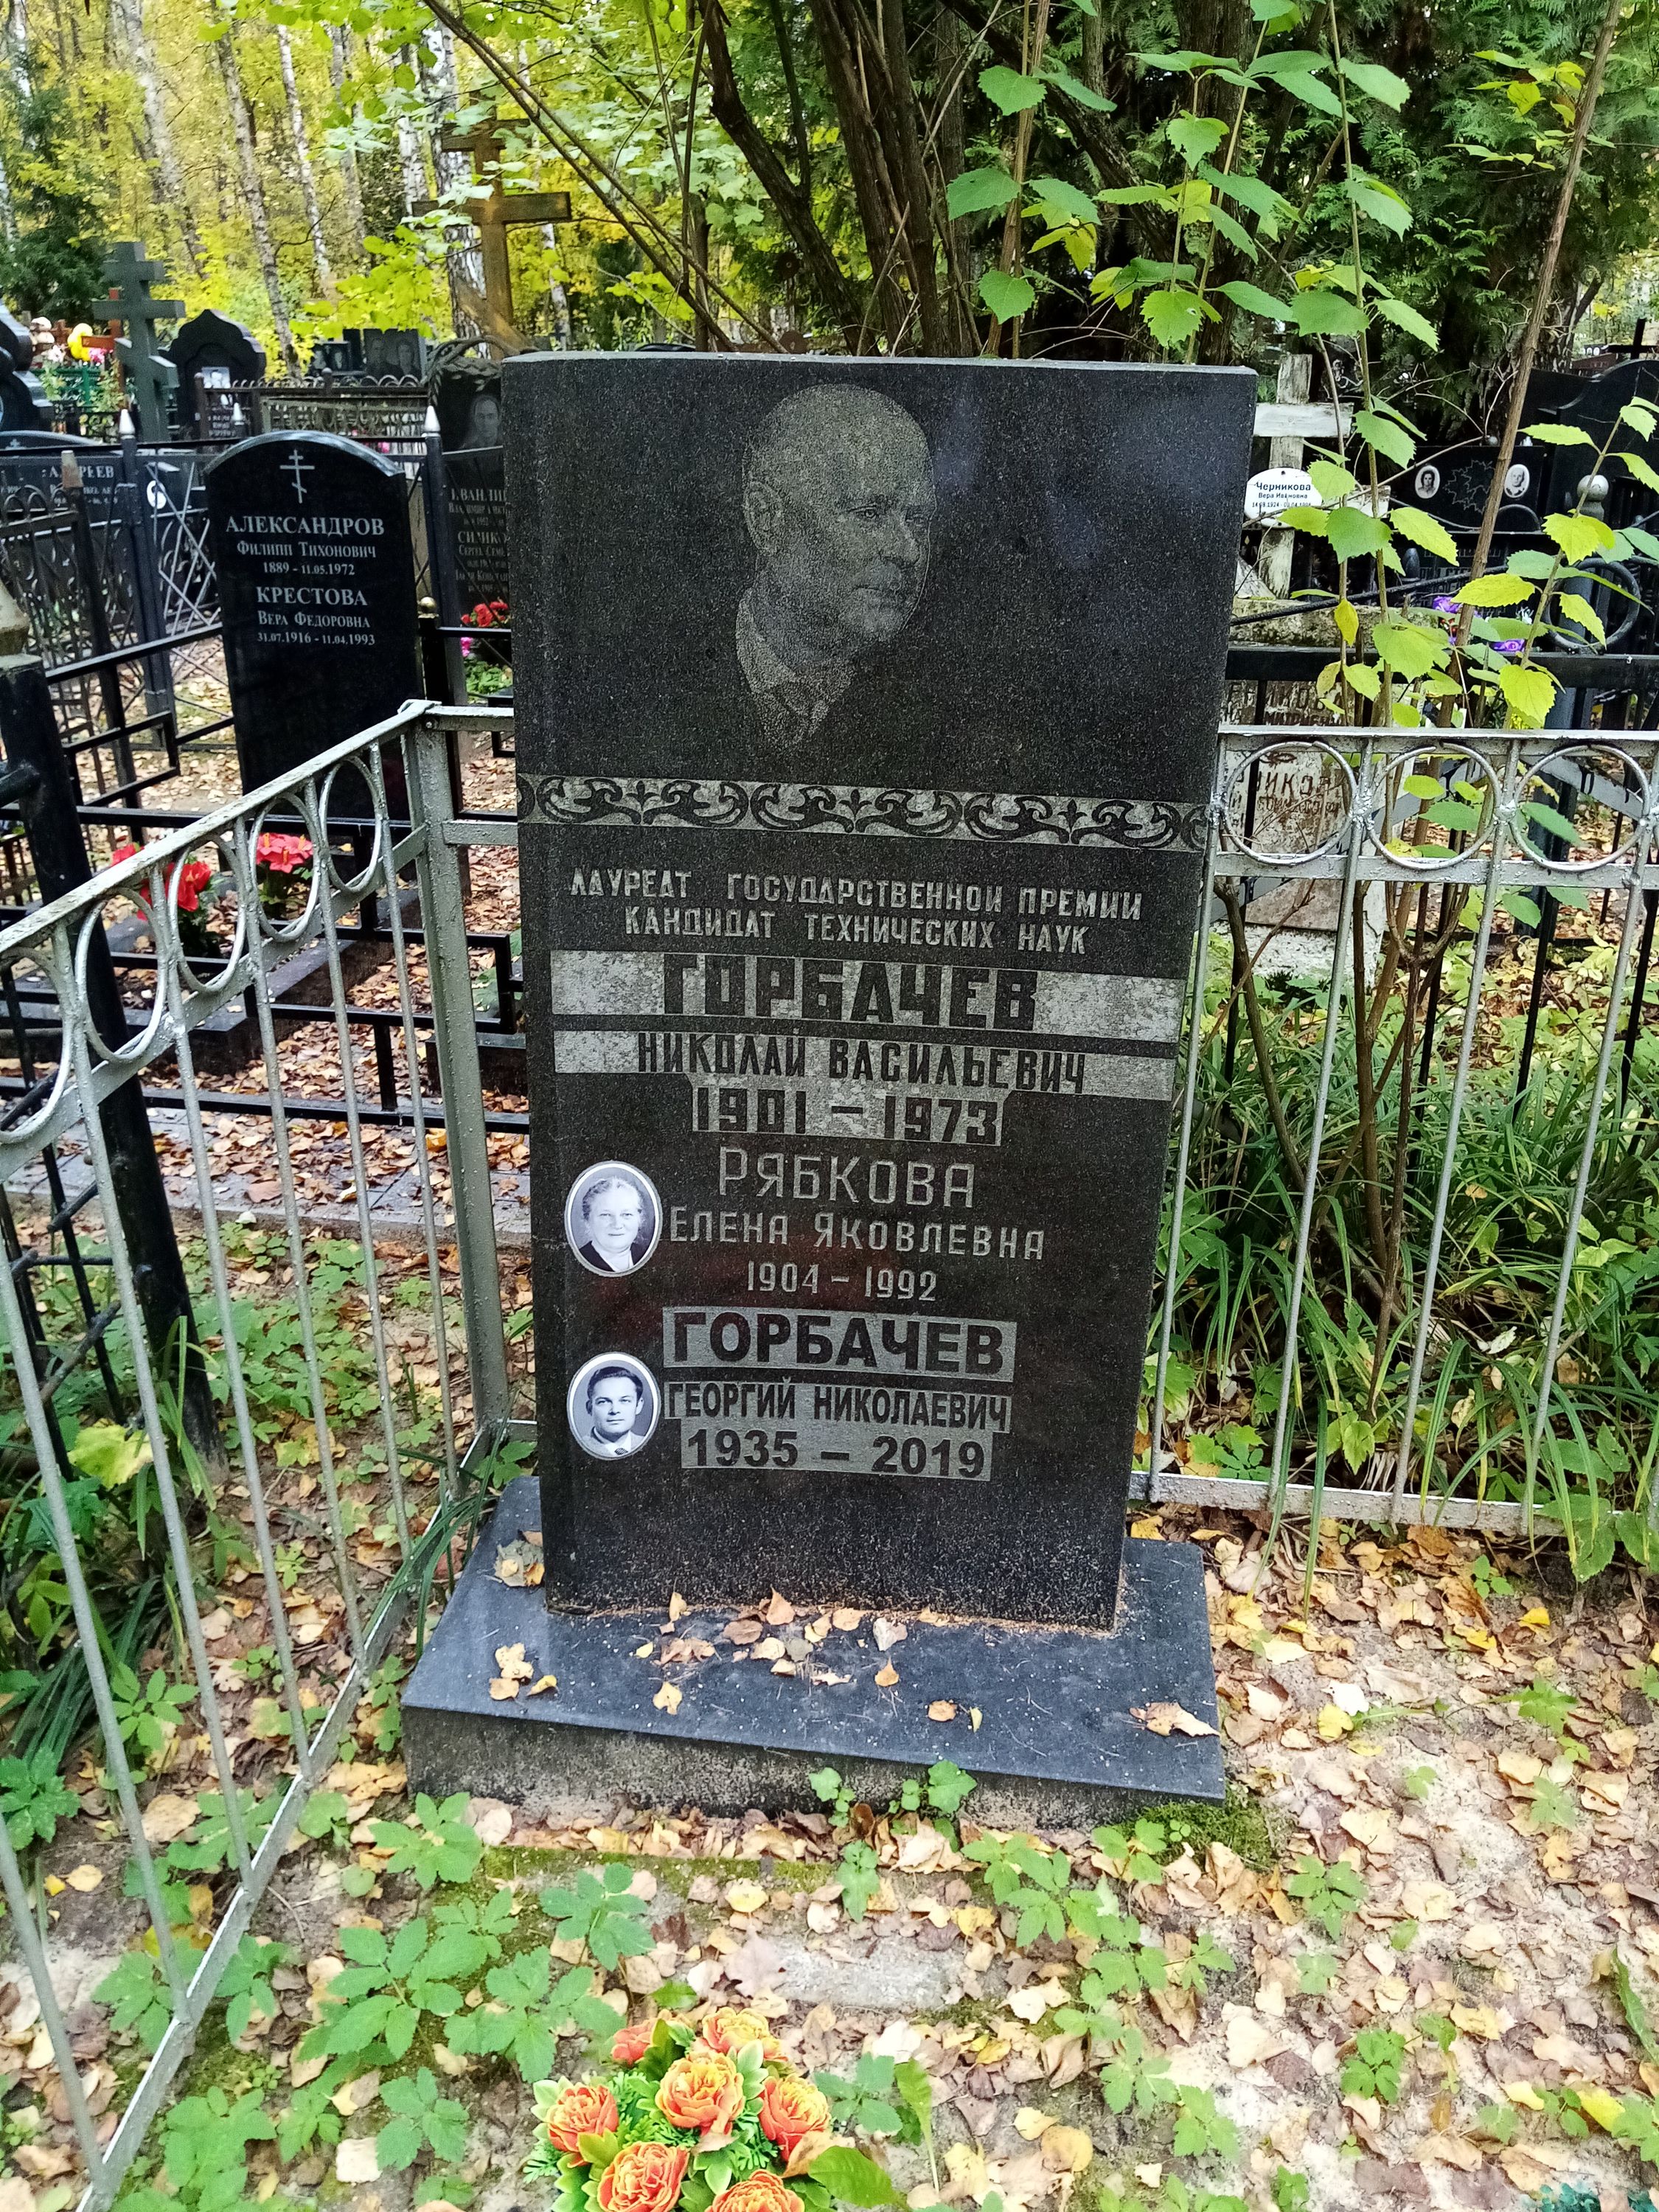 ЛАУРЕАТ ГОСУДАРСТВЕННОЙ ПРЕМИИ
КАНДИДАТ ТЕХНИЧЕСКИХ НАУК
ГОРБАЧЕВ
НИКОЛАЙ ВАСИЛЬЕВИЧ
1901 – 1973
РЯБКОВА
ЕЛЕНА ЯКОВЛЕВНА
1904 – 1992
ГОРБАЧЕВ
ГЕОРГИЙ НИКОЛАЕВИЧ
1935 – 2019
АЛЕКСАНДРОВ
ФИЛИПП ТИХОНОВИЧ
1889 – 11.05.1972
КРЕСТОВА
ВЕРА ФЕДОРОВНА
31.07.1916 – 11.04.1993
Черникова
Вера Ивановна